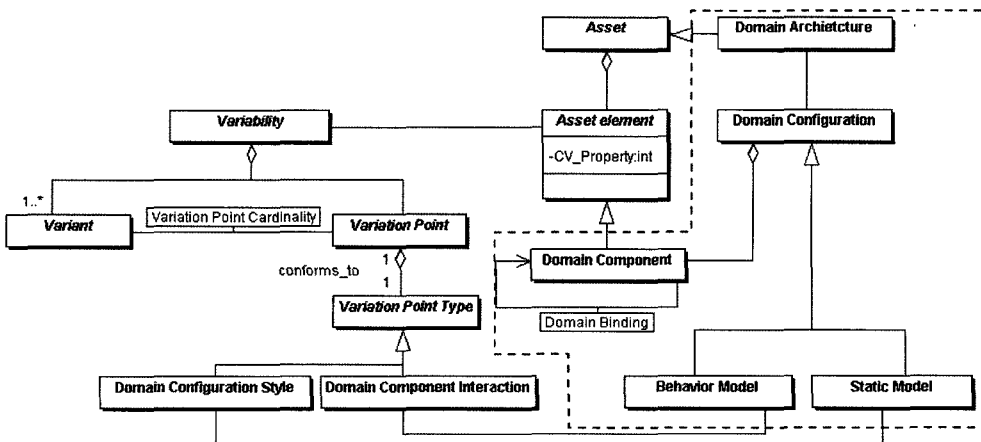 Asset
Domain Archietcture
Variability
Asset element
-CV_Property:int
Domain Configuration
1..*
Variant
Variation Point Cardinality
Variation Point
conforms_to
1
1
Variation Point Type
Domain Component
Domain Binding
Domain Configuration Style
Domain Component Interaction
Behavior Model
Static Model